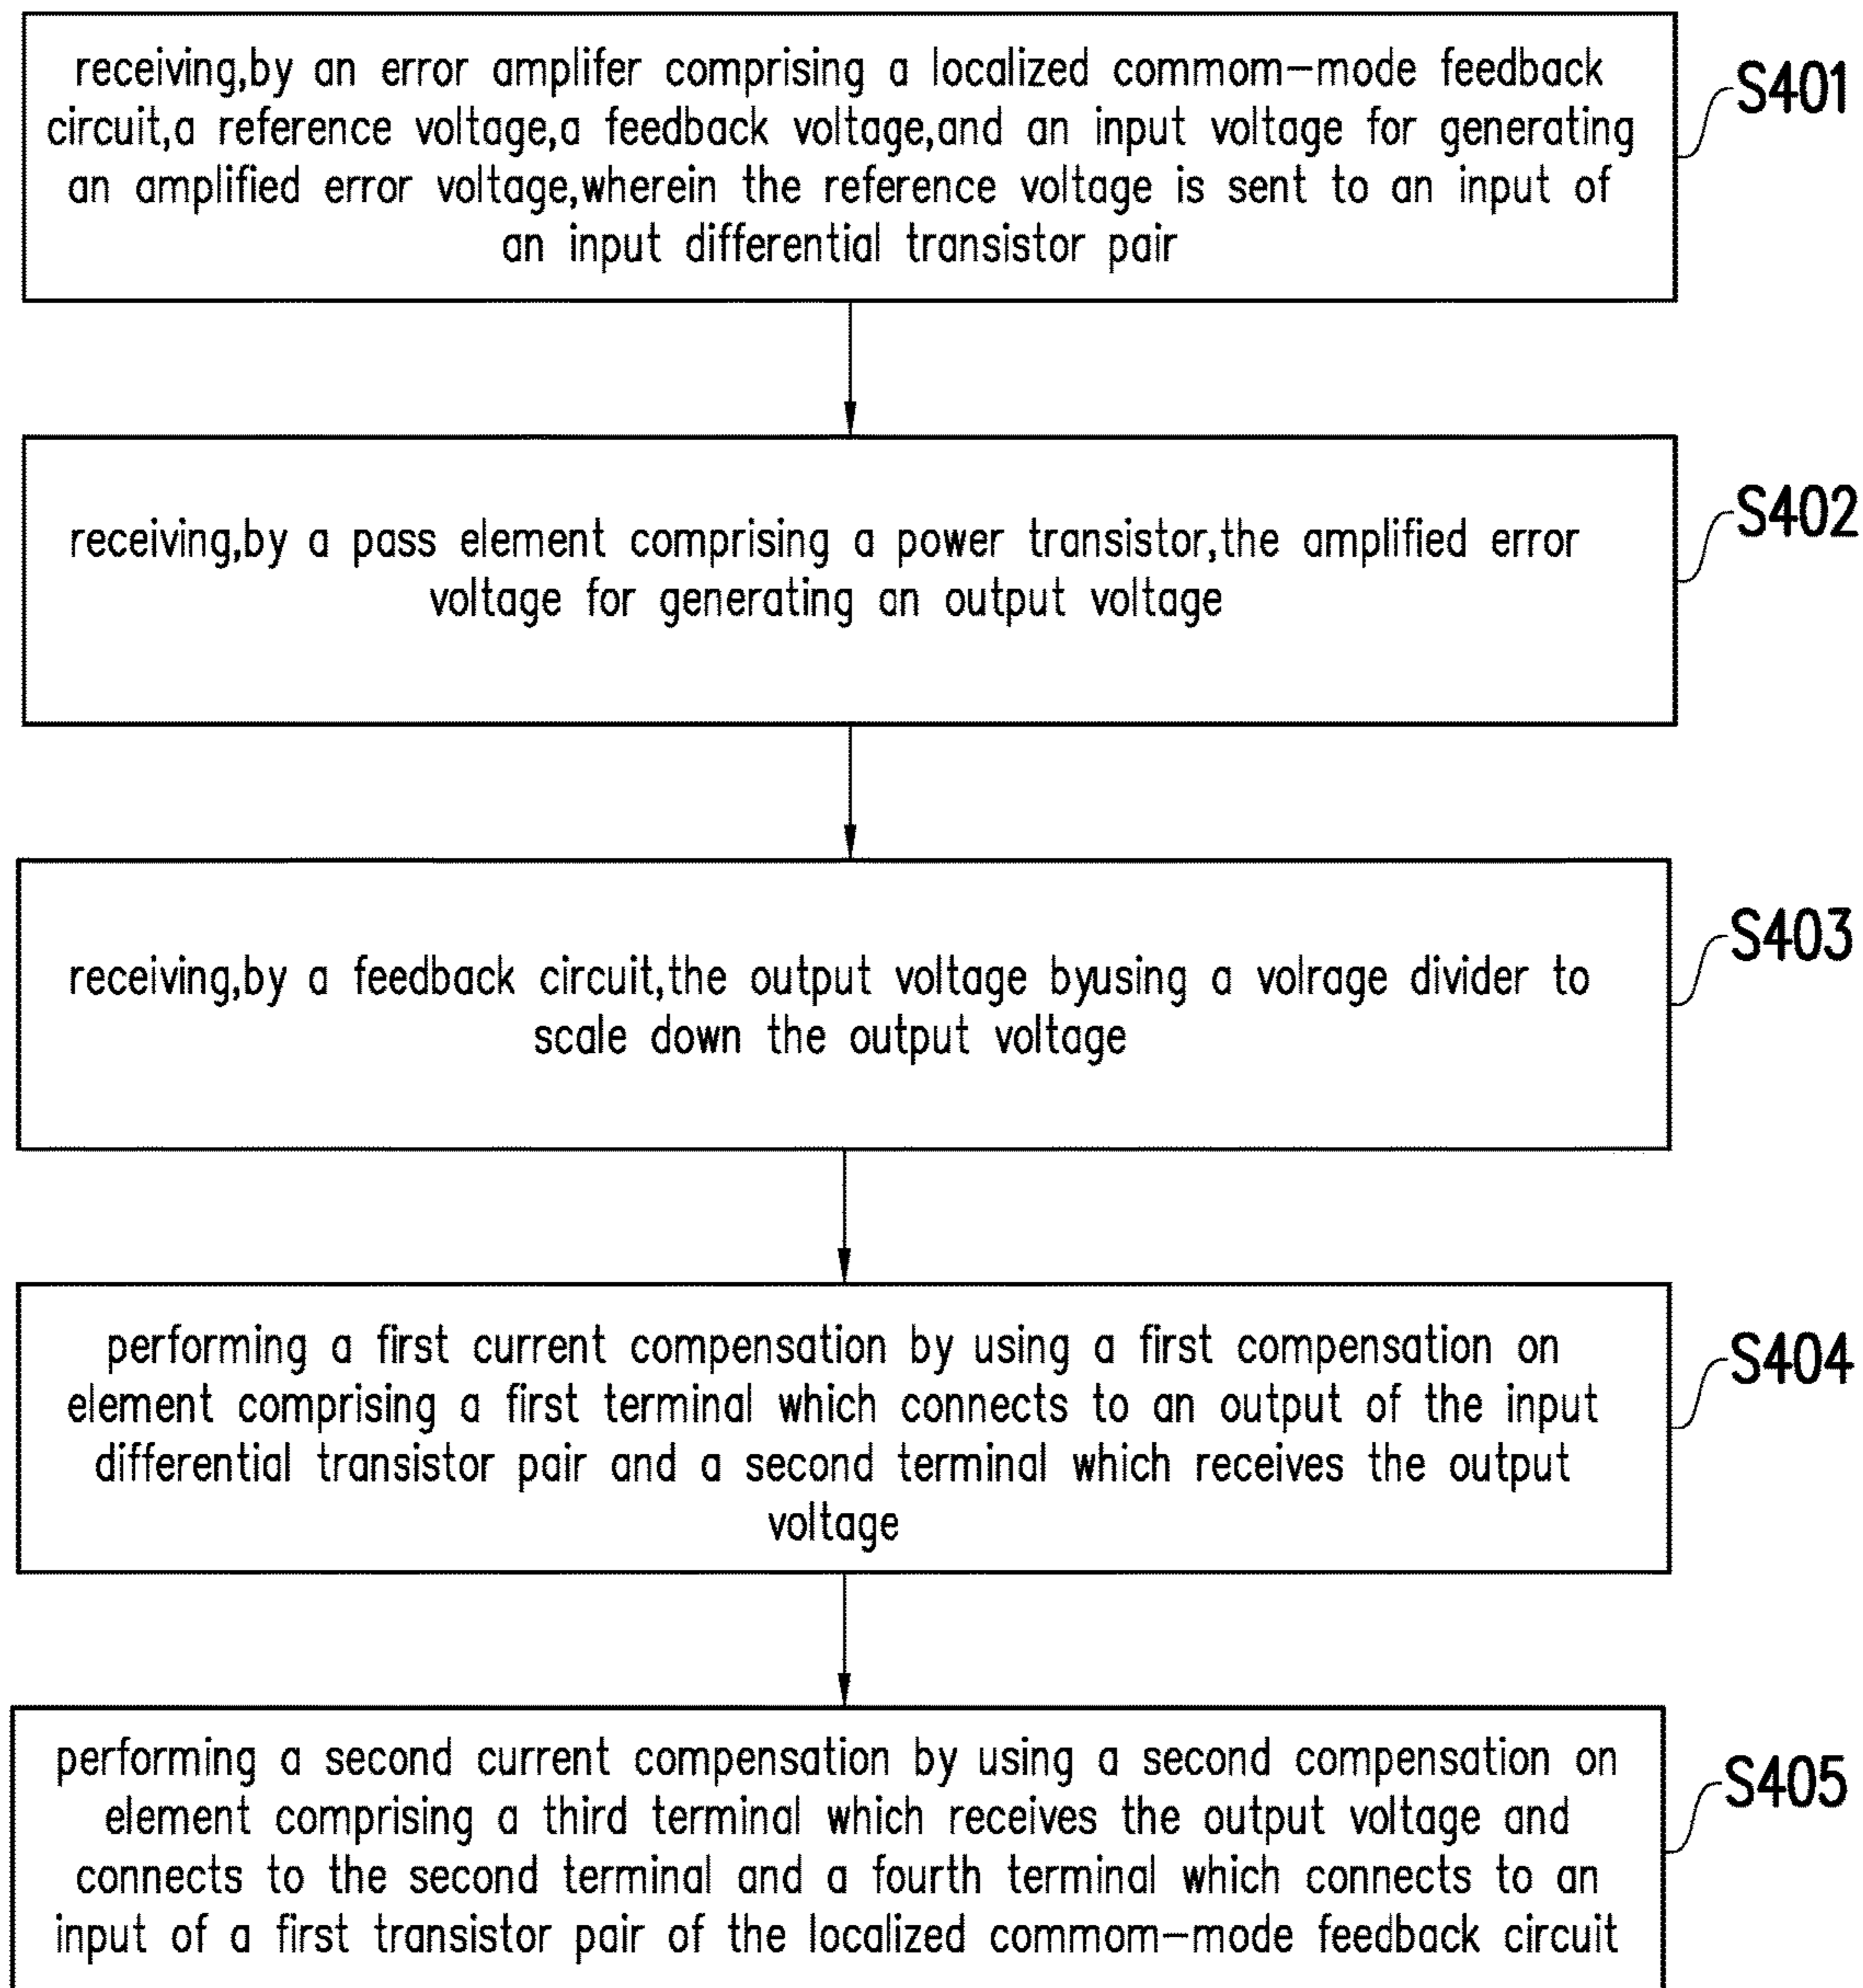 receiving,by an error amplifer comprising a localized commom-mode feedback
circuit,a reference voltage,a feedback voltage,and an input voltage for generating
an amplified error voltage,wherein the reference voltage is sent to an input of
an input differential transistor pair
S401
receiving,by a pass element comprising a power transistor,the amplified error
voltage for generating an output voltage
S402
receiving,by a feedback circuit,the output voltage byusing a volrage divider to
scale down the output voltage
S403
performing a first current compensation by using a first compensation on
element comprising a first terminal which connects to an output of the input
differential transistor pair and a second terminal which receives the output
voltage
S404
performing a second current compensation by using a second compensation on
element comprising a third terminal which receives the output voltage and
connects to the second terminal and a fourth terminal which connects to an
input of a first transistor pair of the localized commom-mode feedback circuit
S405